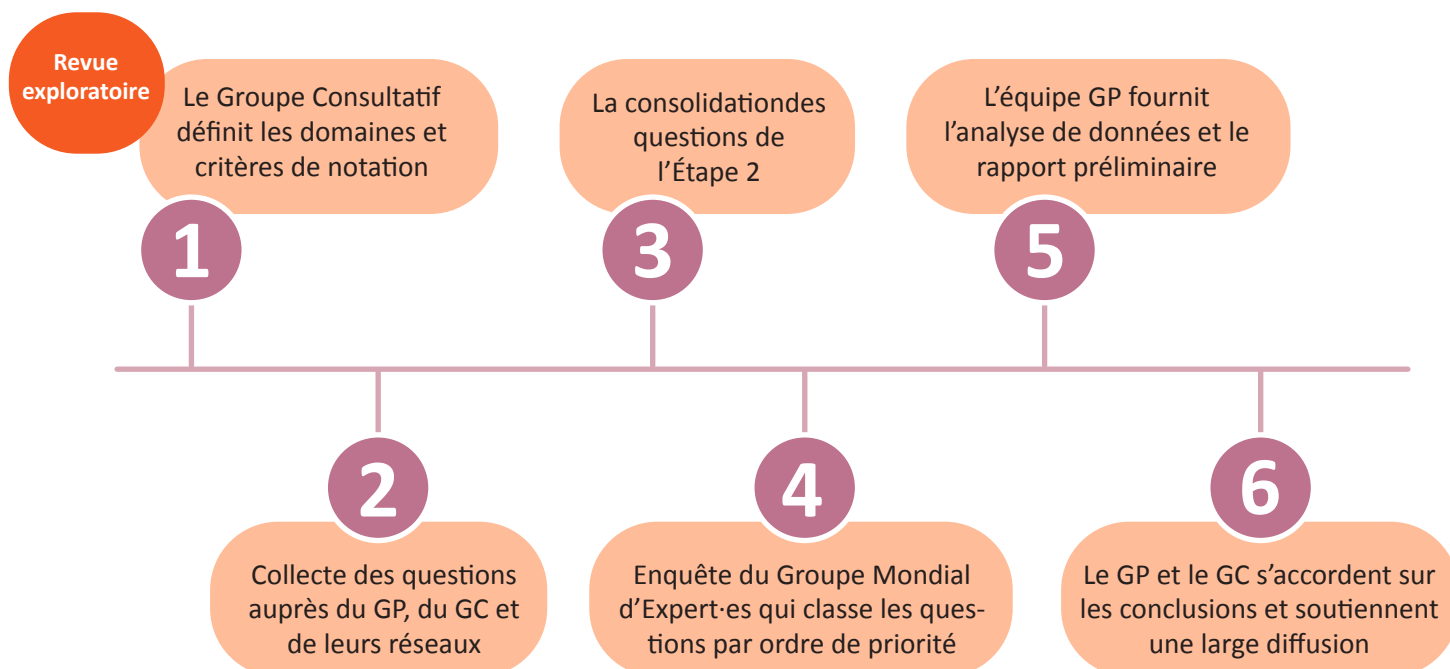 Revue
exploratoire
Le Groupe Consultatif
définit les domaines et
critères de notation
1
Collecte des questions
auprès du GP, du GC et
de leurs réseaux
2
La consolidationdes
questions de
l’Étape 2
3
Enquête du Groupe Mondial
d’Expert·es qui classe les ques-
tions par ordre de priorité
4
L’équipe GP fournit
l’analyse de données et le
rapport préliminaire
5
Le GP et le GC s’accordent sur
les conclusions et soutiennent
une large diffusion
6